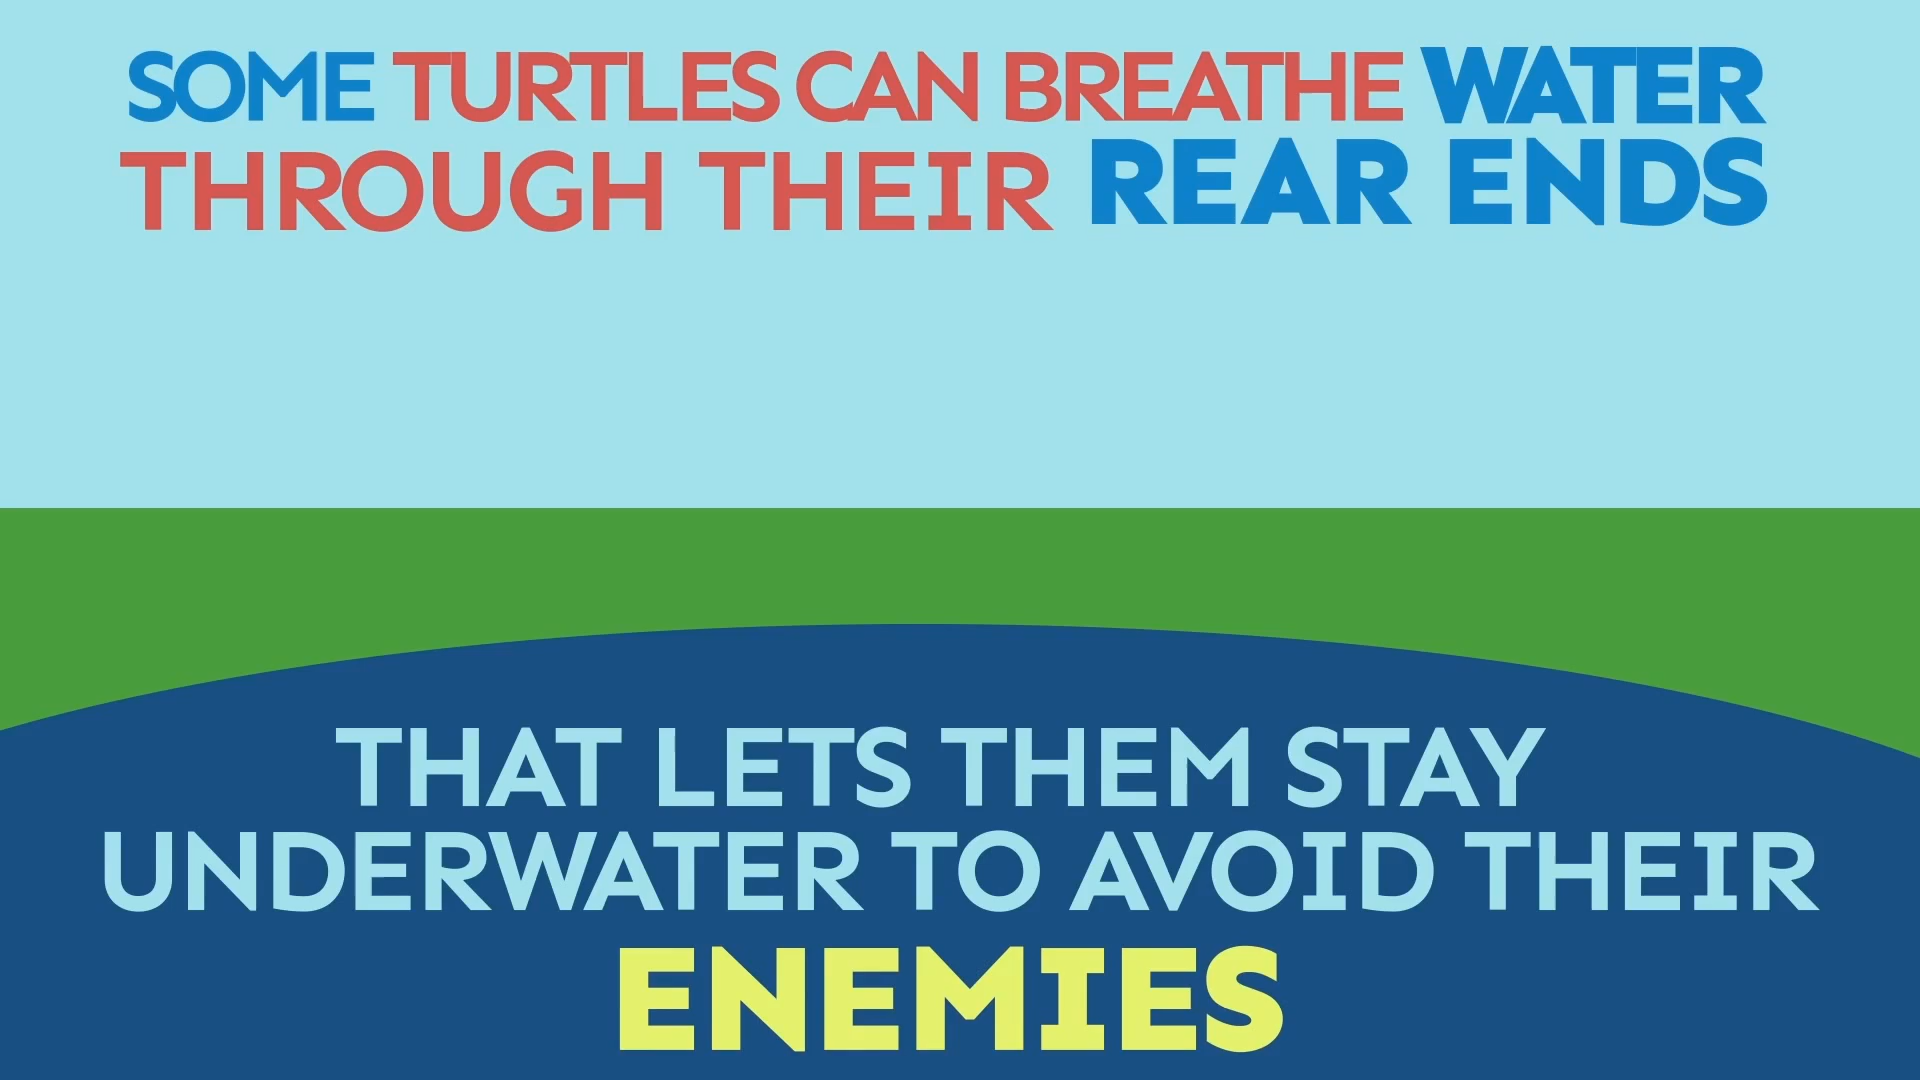 SOME TURTLES CAN BREATHE WATER
THROUGH THEIR REAR ENDS
THAT LETS THEM STAY
UNDERWATER TO AVOID THEIR
ENEMIES